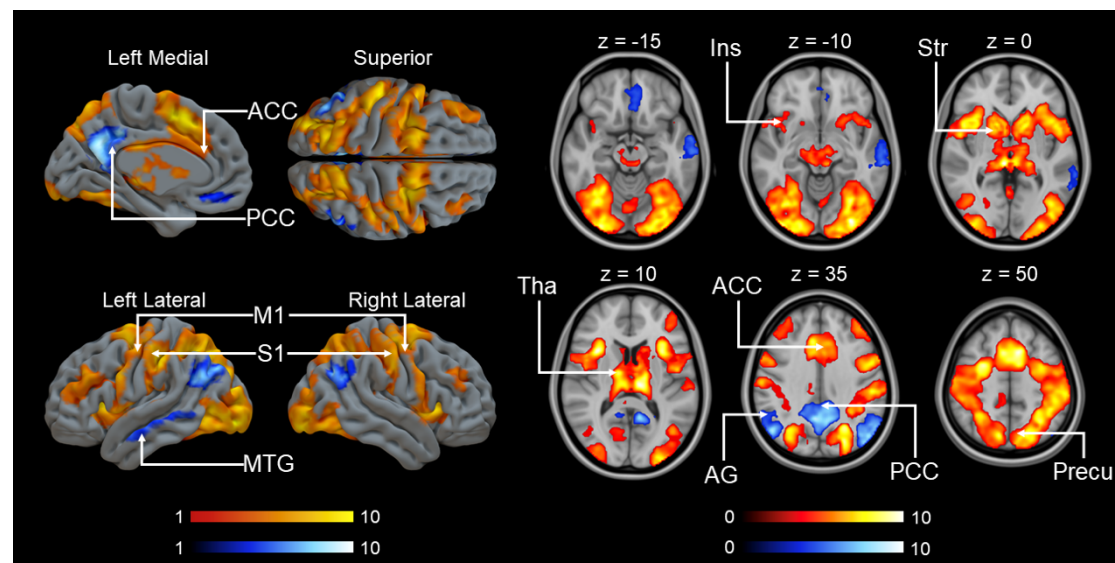 Left Medial
Superior
ACC
PCC
Left Lateral
Right Lateral
M1
S1
MTG
1
10
1
10
z = -15
Ins
z = -10
Str
z = 0
Tha
z = 10
ACC
z = 35
z = 50
AG
PCC
Precu
0
10
0
10